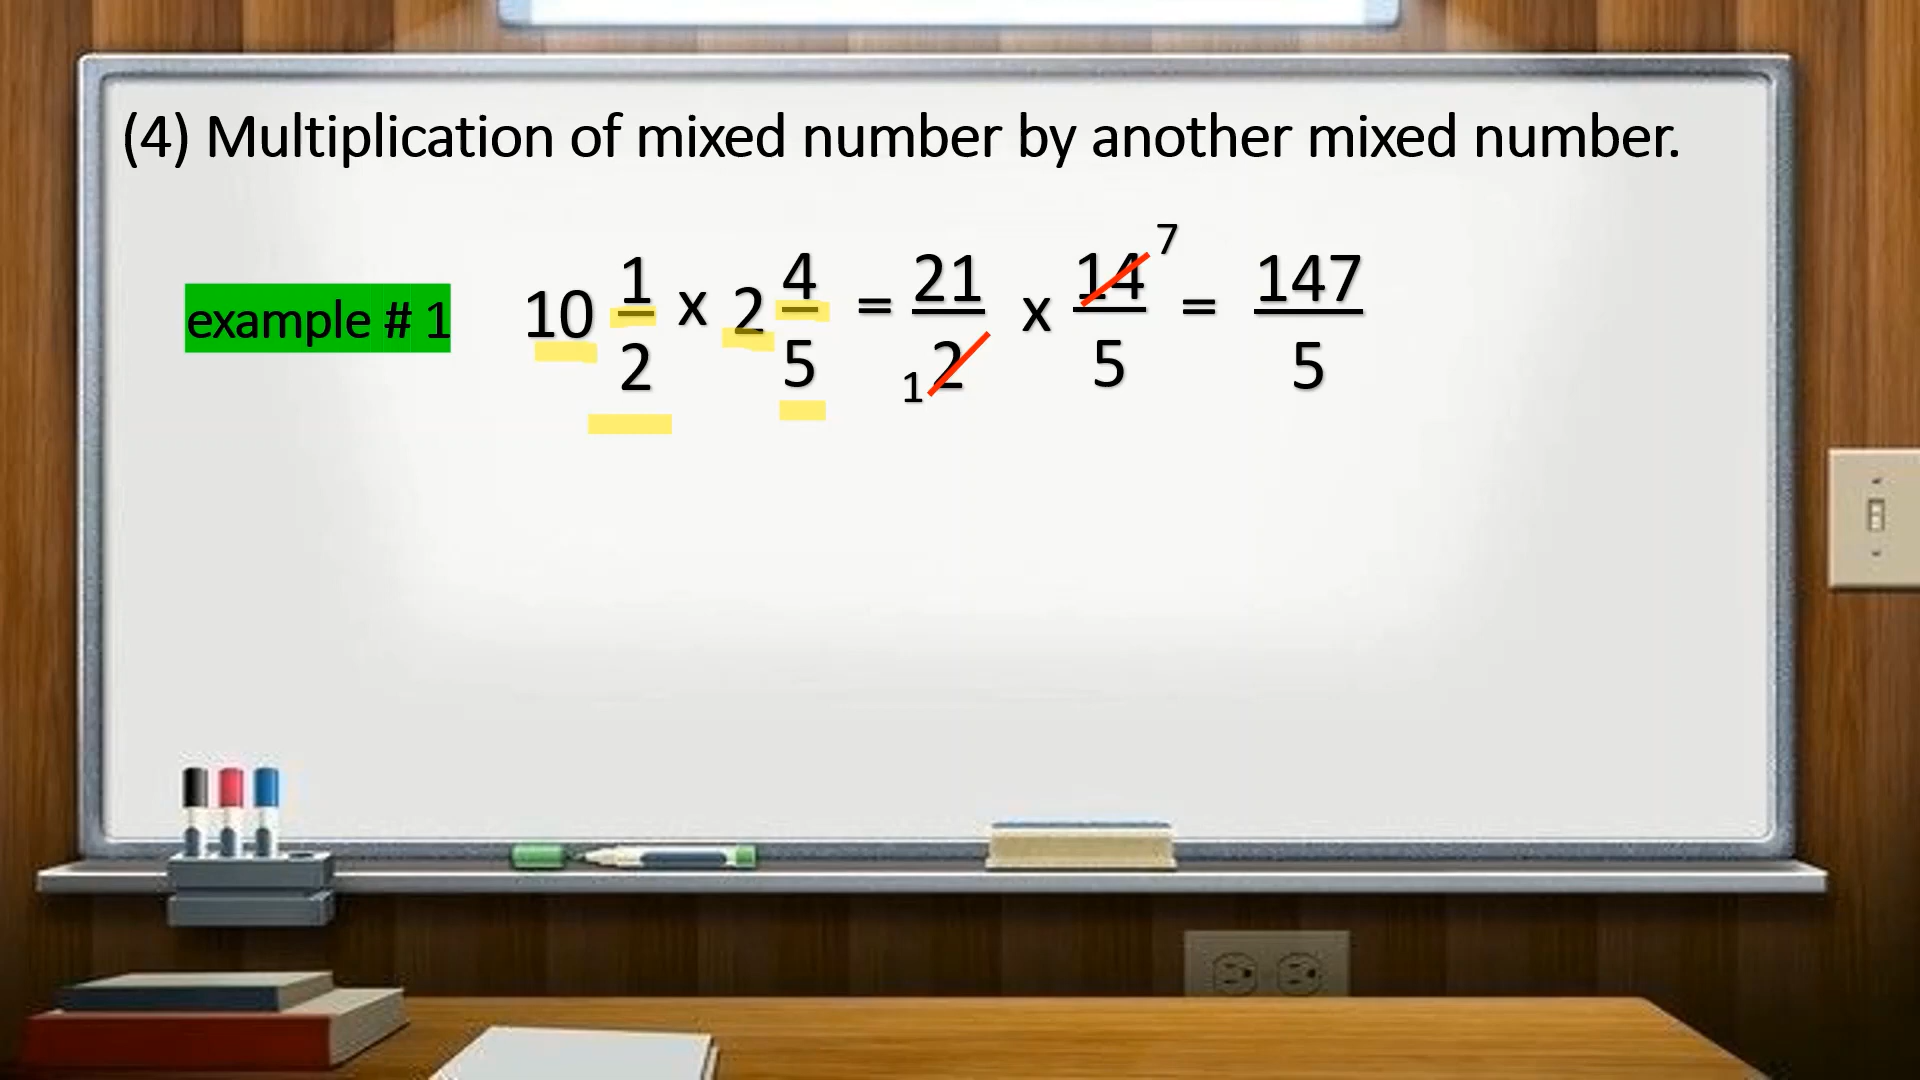 (4) Multiplication of mixed number by another mixed number.
example # 1 10 1/2 x 2 4/5 = 21/2 x 14/5 = 147/5
7
1